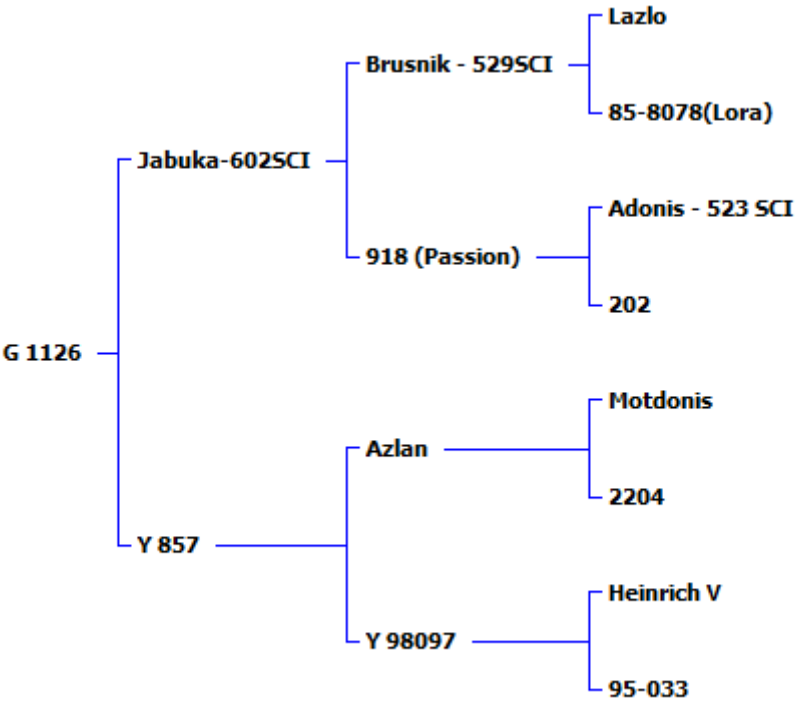 Lazlo
Brusnik - 529SCI
85-8078(Lora)
Jabuka-602SCI
Adonis - 523 SCI
918 (Passion)
202
G 1126
Motdonis
Azlan
2204
Y 857
Heinrich V
Y 98097
95-033